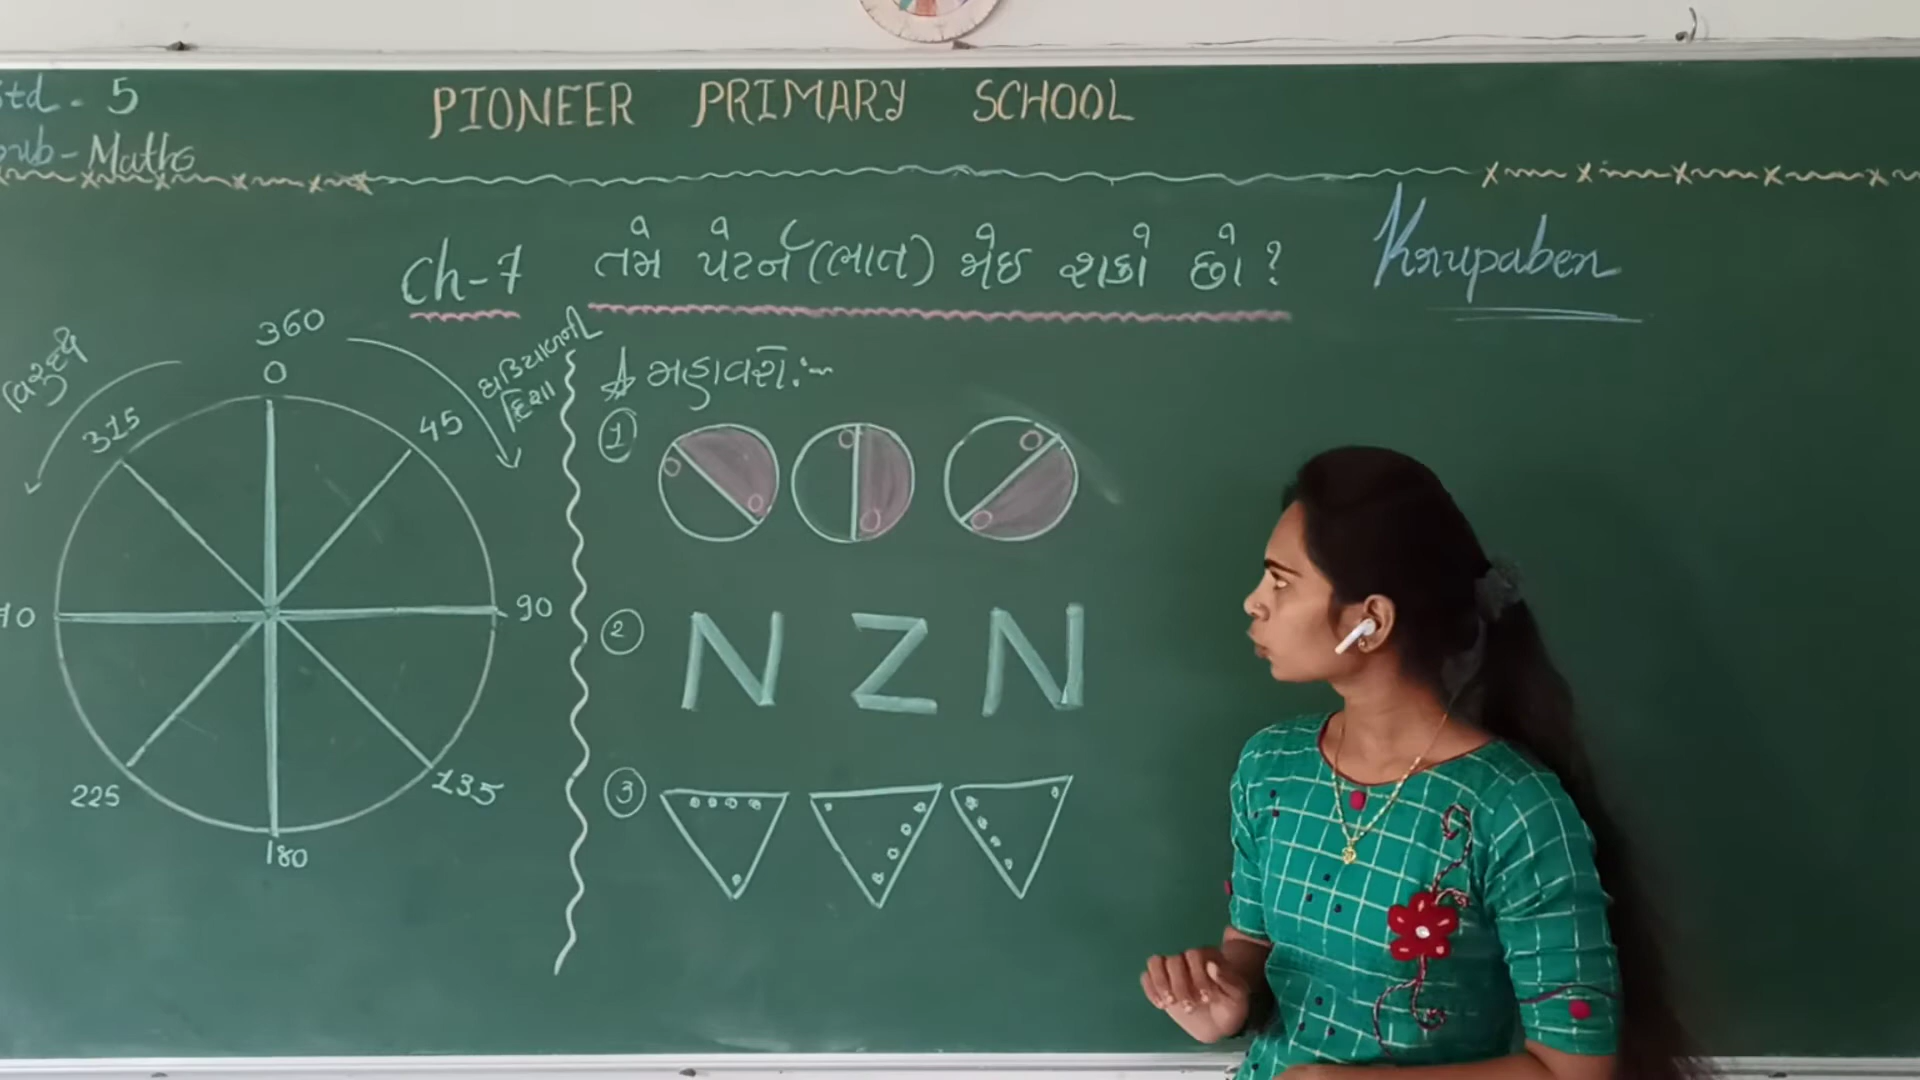 Std - 5
PIONEER PRIMARY SCHOOL
Sub - Maths
Ch-7 તમે પેટર્ન (ભાત) જોઈ શકો છો?
Krupaben
360
0
વિરુદ્ધ
ઘડિયાળની
દિશા
315
45
★ મહાવરો:-
1
90
2
N Z N
3
225
135
180